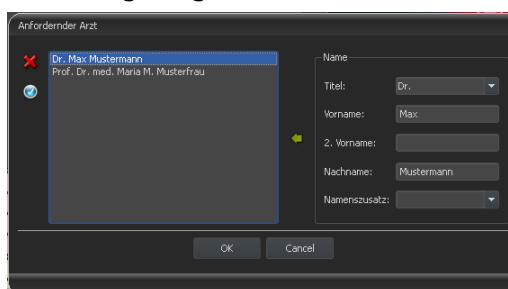 Anfordernder Arzt
Dr. Max Mustermann
Prof. Dr. med. Maria M. Musterfrau
Name
Titel: Dr.
Vorname: Max
2. Vorname:
Nachname: Mustermann
Namenszusatz:
OK Cancel